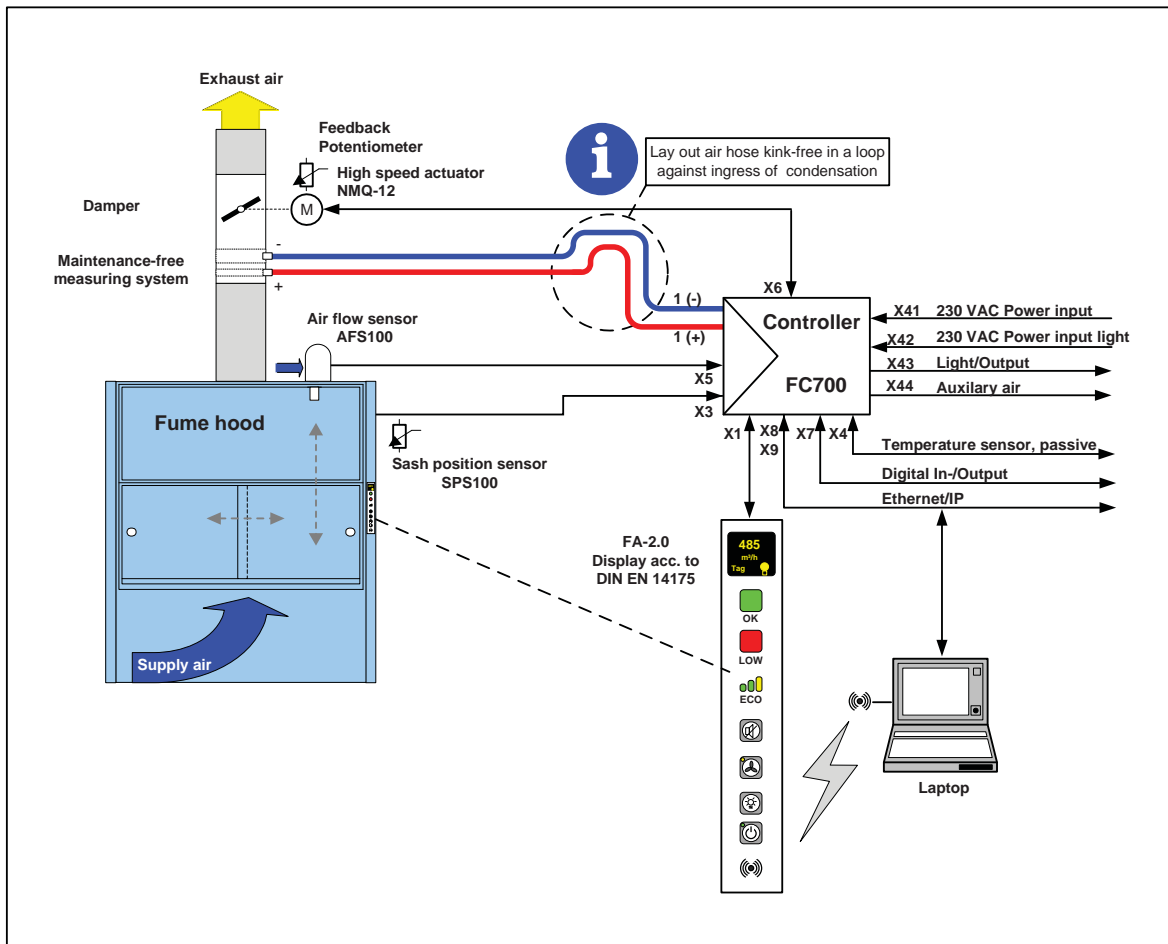 Exhaust air
Feedback
Potentiometer
High speed actuator
NMQ-12
Damper
M
i
Lay out air hose kink-free in a loop
against ingress of condensation
-
Maintenance-free
measuring system
+
1 (-)
1 (+)
X6
Controller
FC700
X41 230 VAC Power input
X42 230 VAC Power input light
X43 Light/Output
X44 Auxilary air
Air flow sensor
AFS100
X5
X3
X1
X8
X9
X7
X4
Temperature sensor, passive
Digital In-/Output
Ethernet/IP
Fume hood
Sash position sensor
SPS100
Supply air
FA-2.0
Display acc. to
DIN EN 14175
485
m³/h
Tag
OK
LOW
ECO
Laptop